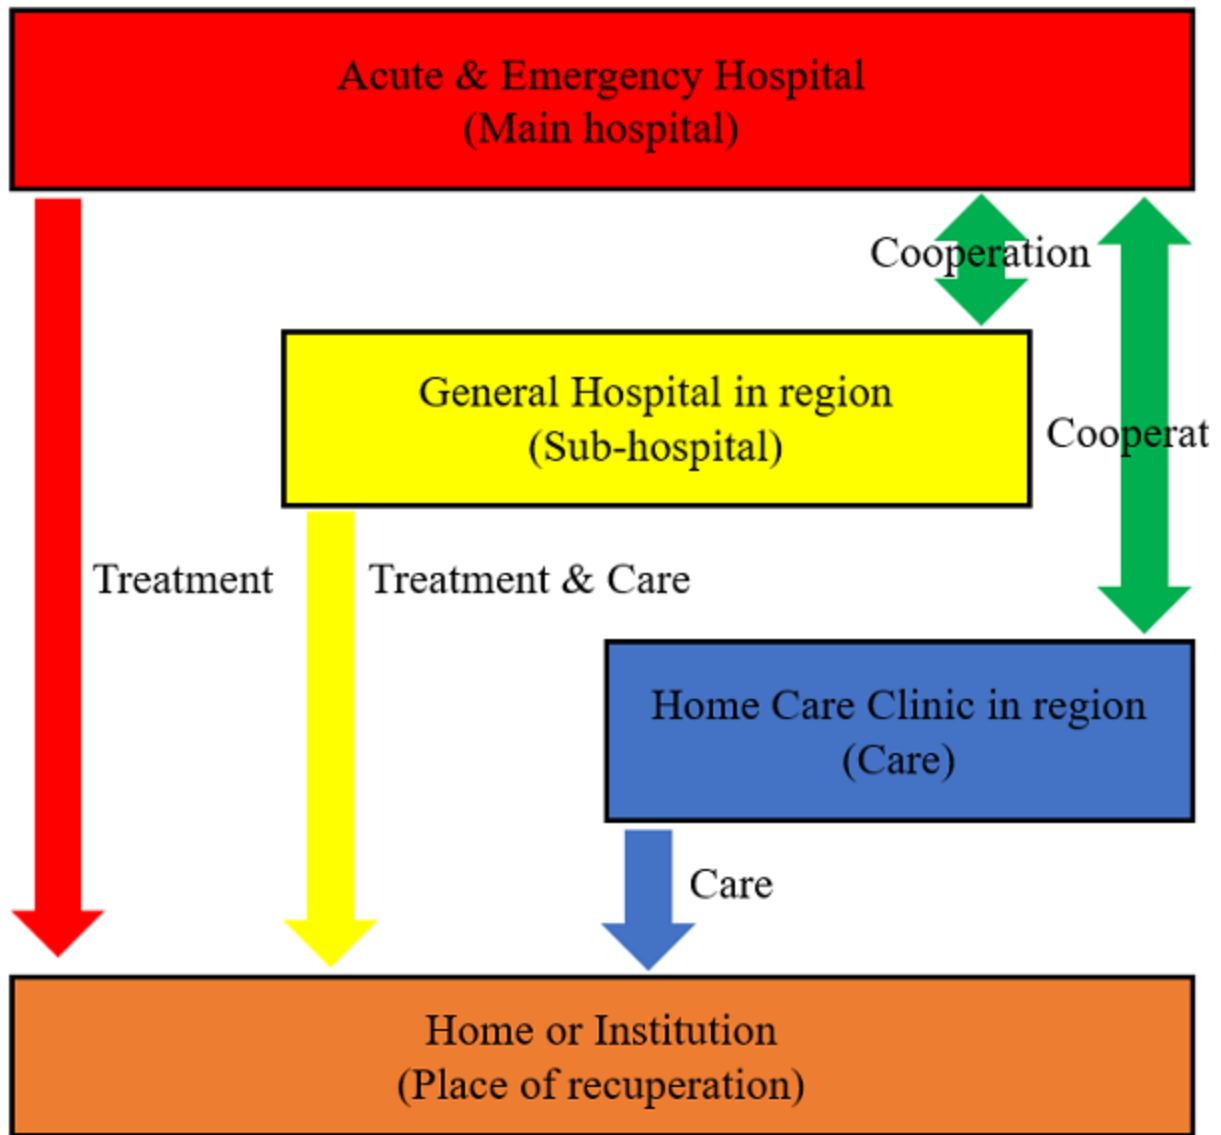 Acute & Emergency Hospital
(Main hospital)
Cooperation
General Hospital in region
(Sub-hospital)
Cooperat
Treatment
Treatment & Care
Home Care Clinic in region
(Care)
Care
Home or Institution
(Place of recuperation)